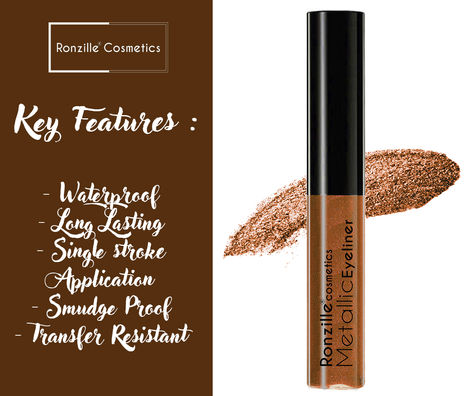 Ronzille® Cosmetics
Key Features :
- Waterproof
- Long Lasting
- Single stroke
Application
- Smudge Proof
- Transfer Resistant
Ronzille® cosmetics
Metallic Eyeliner